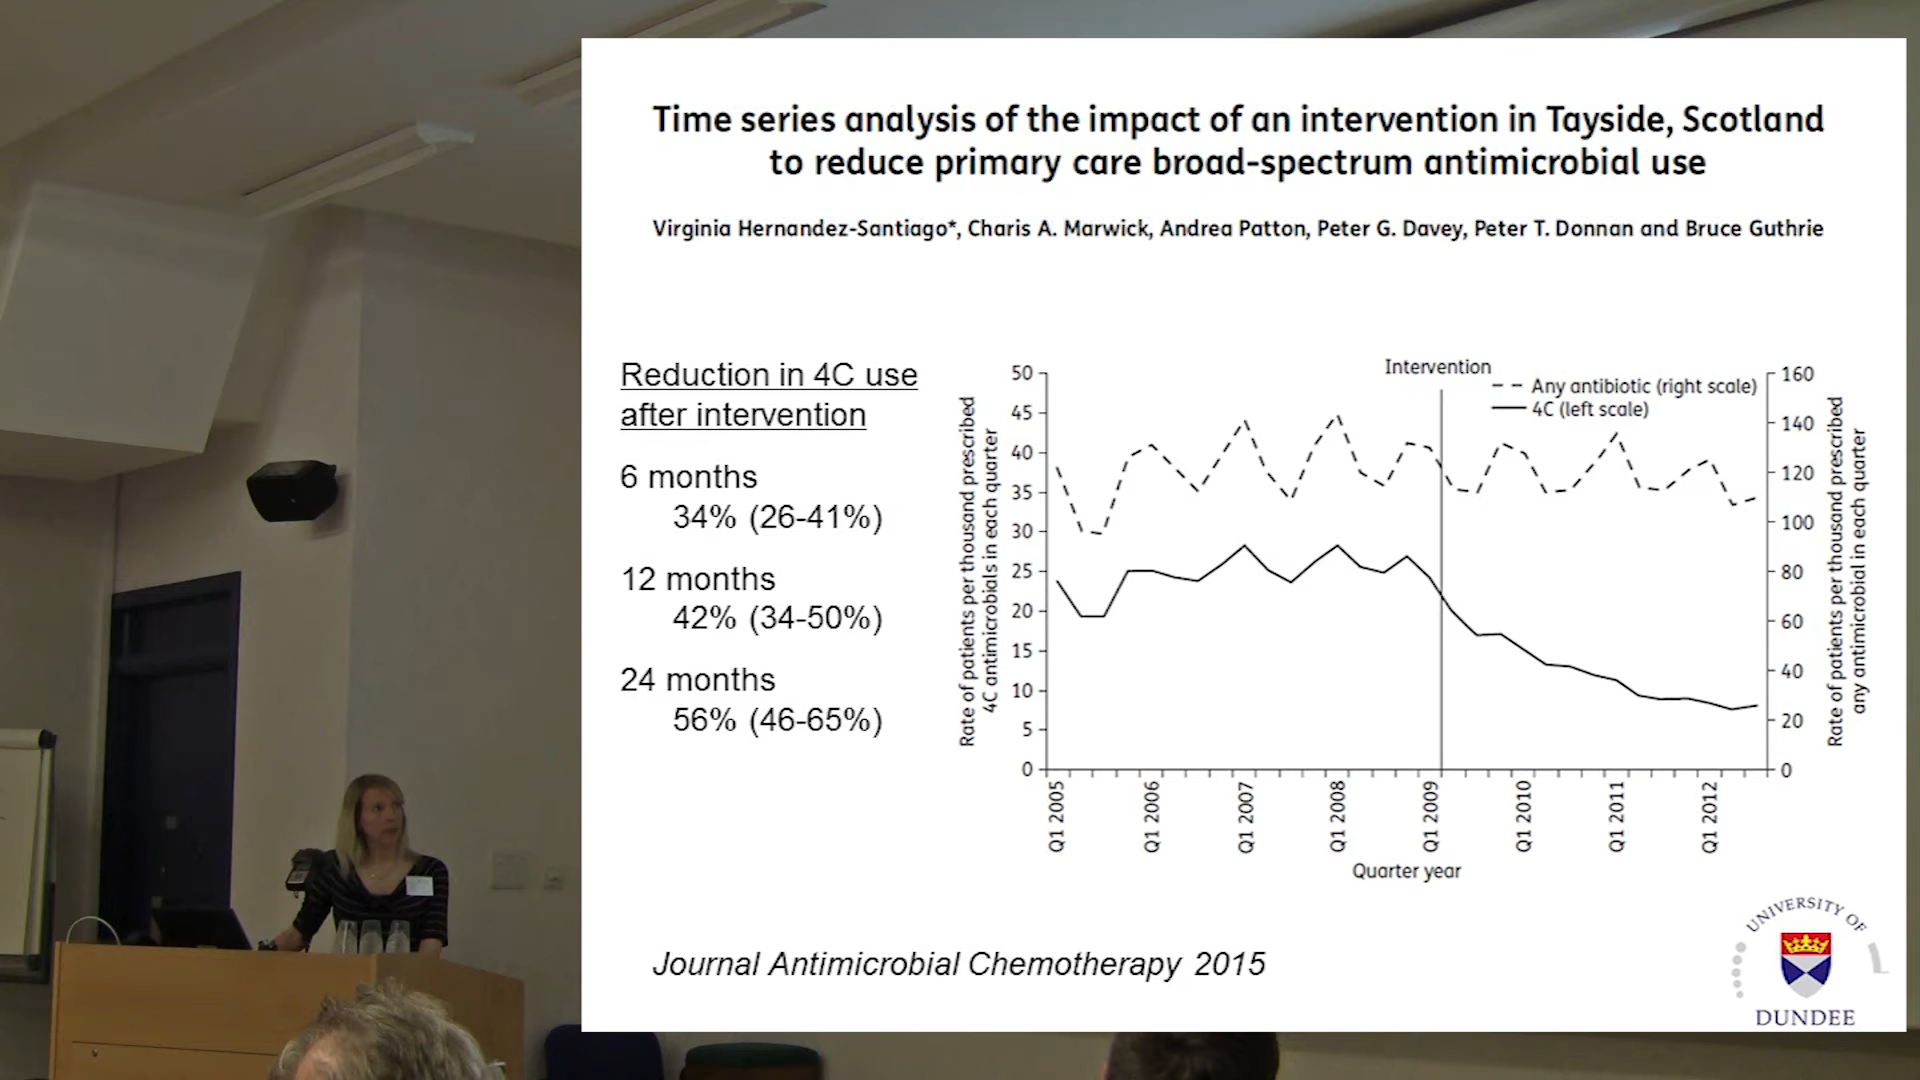 Time series analysis of the impact of an intervention in Tayside, Scotland
to reduce primary care broad-spectrum antimicrobial use
Virginia Hernandez-Santiago*, Charis A. Marwick, Andrea Patton, Peter G. Davey, Peter T. Donnan and Bruce Guthrie
Reduction in 4C use
after intervention
6 months
34% (26-41%)
12 months
42% (34-50%)
24 months
56% (46-65%)
Intervention
Any antibiotic (right scale)
4C (left scale)
Rate of patients per thousand prescribed
4C antimicrobials in each quarter
50
45
40
35
30
25
20
15
10
5
0
160
140
120
100
80
60
40
20
0
Rate of patients per thousand prescribed
any antimicrobial in each quarter
Q1 2005
Q1 2006
Q1 2007
Q1 2008
Q1 2009
Q1 2010
Q1 2011
Q1 2012
Quarter year
Journal Antimicrobial Chemotherapy 2015
UNIVERSITY OF
DUNDEE